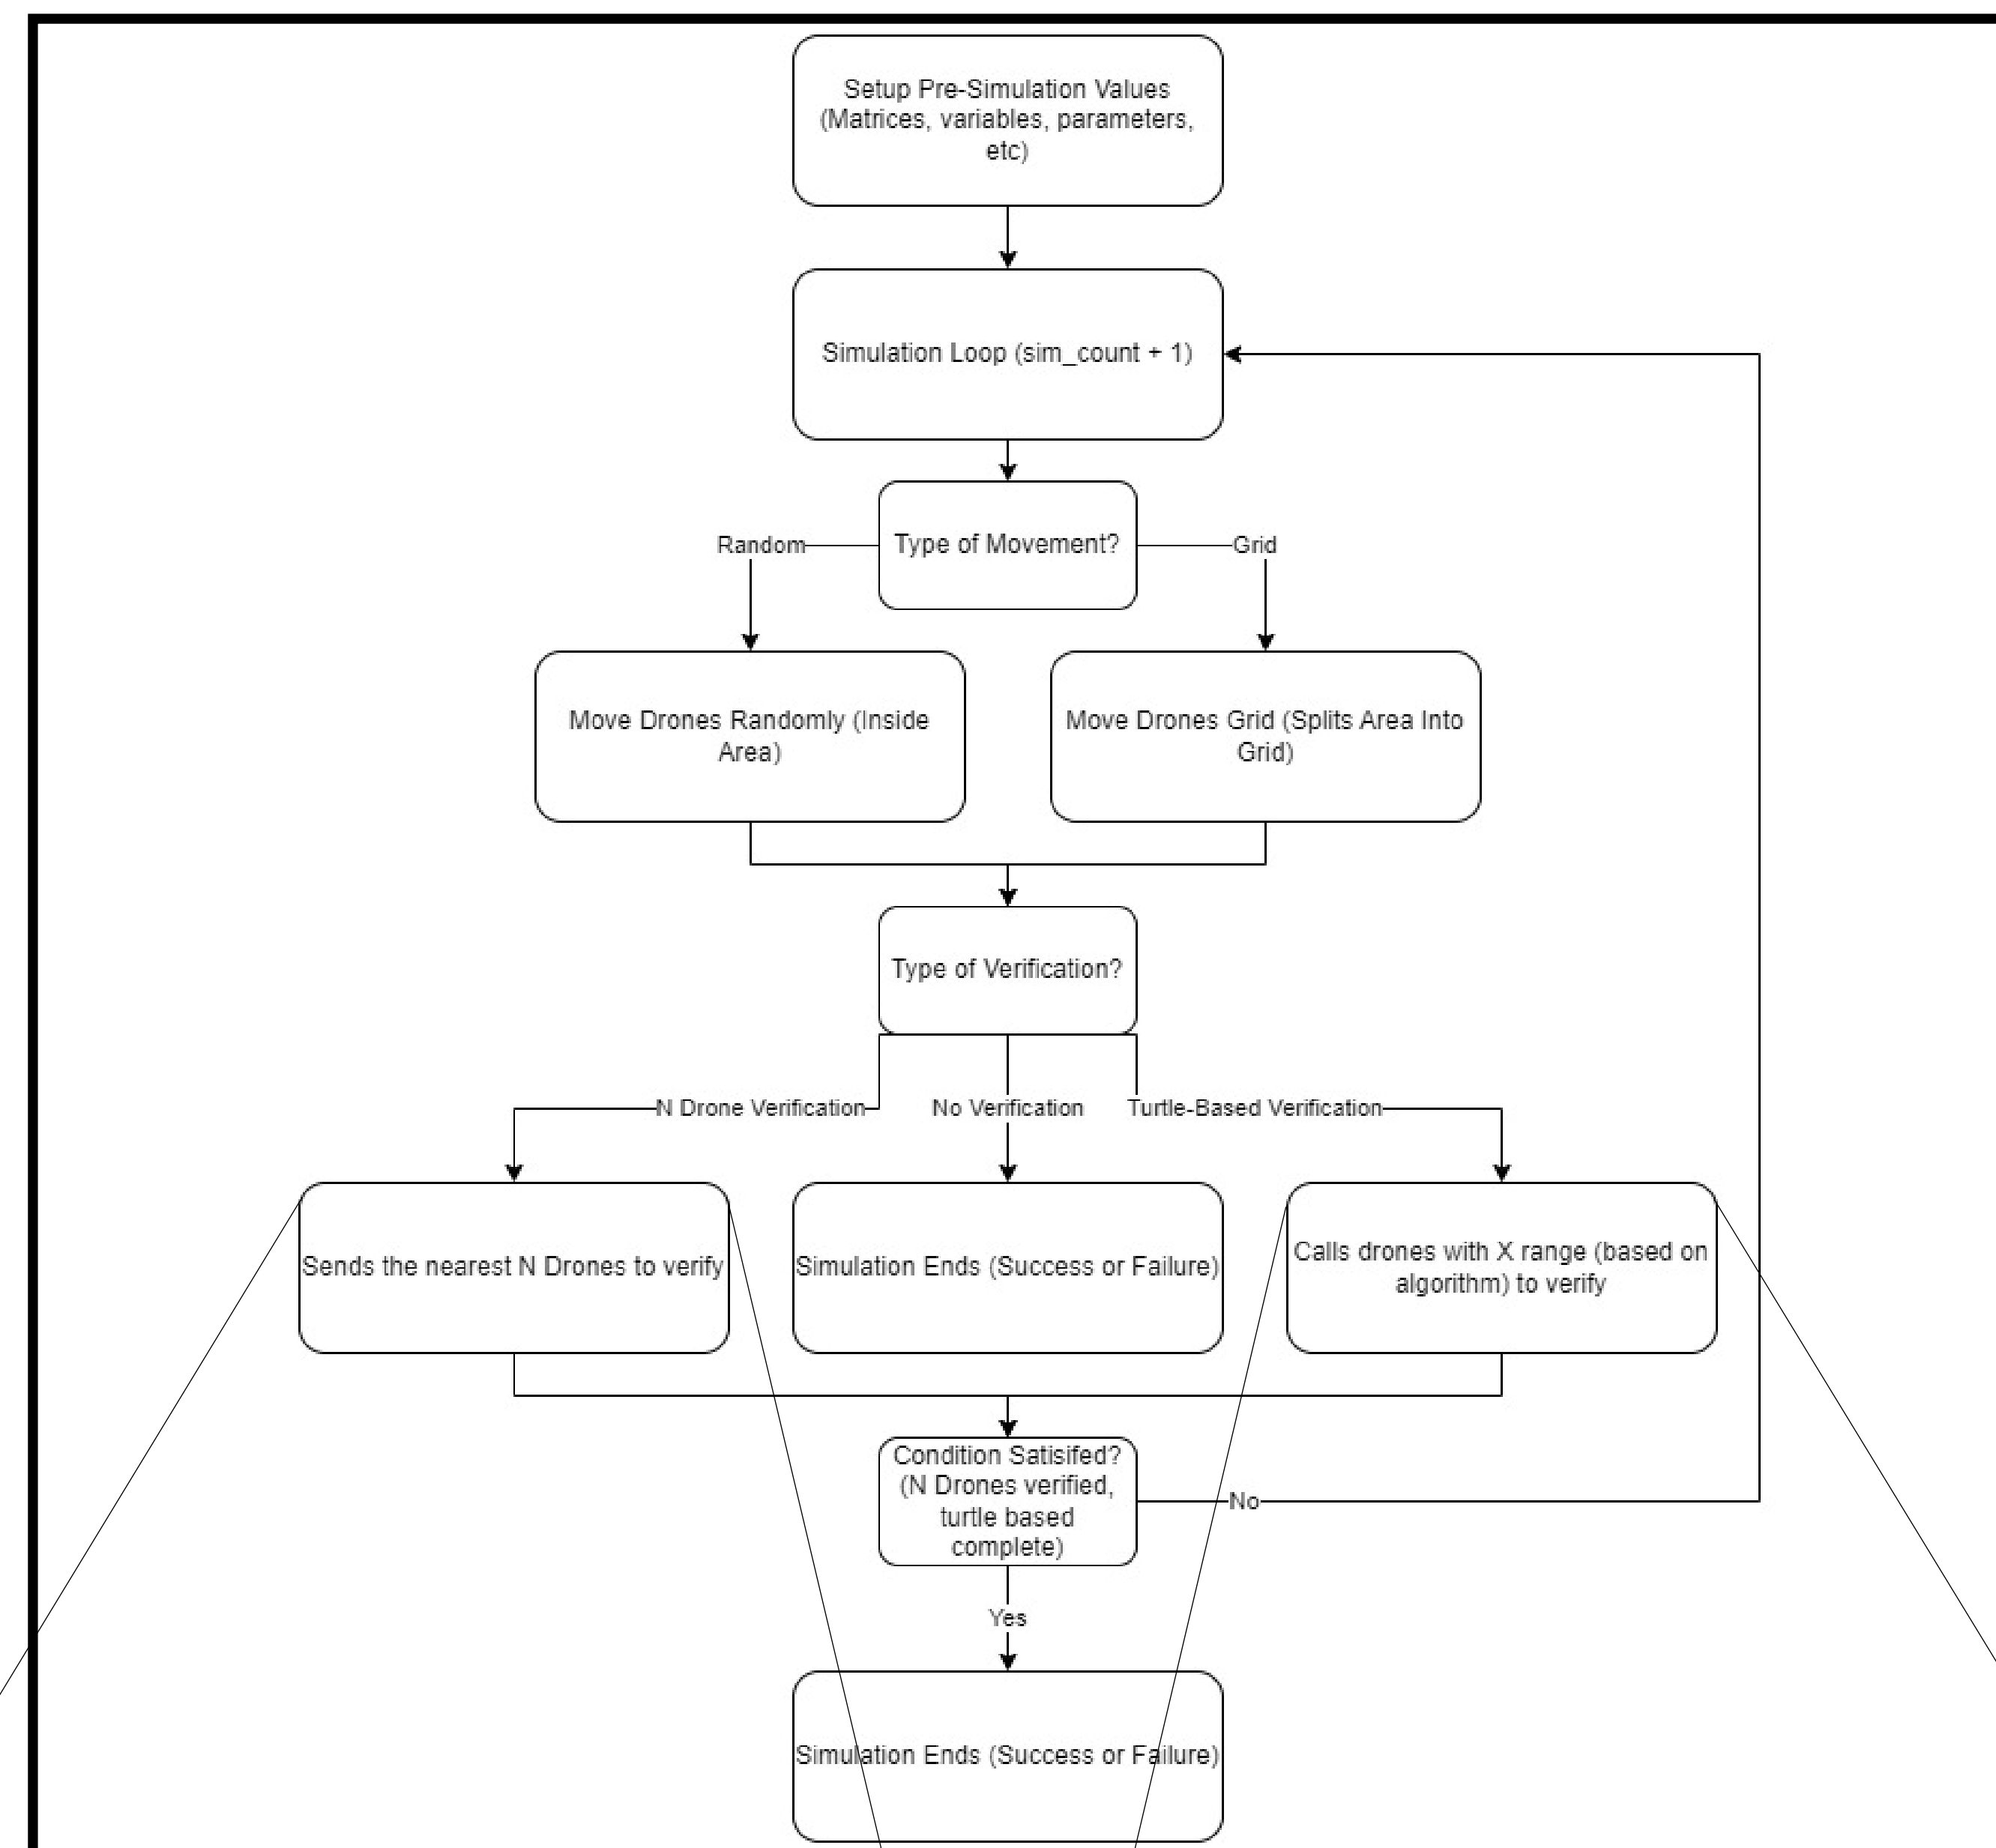 Setup Pre-Simulation Values
(Matrices, variables, parameters,
etc)
Simulation Loop (sim_count + 1)
Type of Movement?
Random
Grid
Move Drones Randomly (Inside
Area)
Move Drones Grid (Splits Area Into
Grid)
Type of Verification?
N Drone Verification
No Verification
Turtle-Based Verification
Sends the nearest N Drones to verify
Simulation Ends (Success or Failure)
Calls drones with X range (based on
algorithm) to verify
Condition Satisifed?
(N Drones verified,
turtle based
complete)
No
Yes
Simulation Ends (Success or Failure)